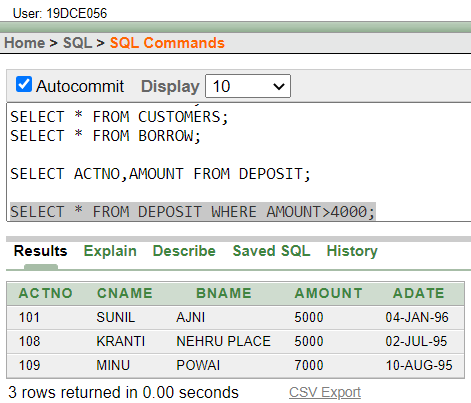 User: 19DCE056
Home > SQL > SQL Commands
Autocommit Display 10
SELECT * FROM CUSTOMERS;
SELECT * FROM BORROW;
SELECT ACTNO,AMOUNT FROM DEPOSIT;
SELECT * FROM DEPOSIT WHERE AMOUNT>4000;
Results Explain Describe Saved SQL History
ACTNO CNAME BNAME AMOUNT ADATE
101 SUNIL AJNI 5000 04-JAN-96
108 KRANTI NEHRU PLACE 5000 02-JUL-95
109 MINU POWAI 7000 10-AUG-95
3 rows returned in 0.00 seconds CSV Export